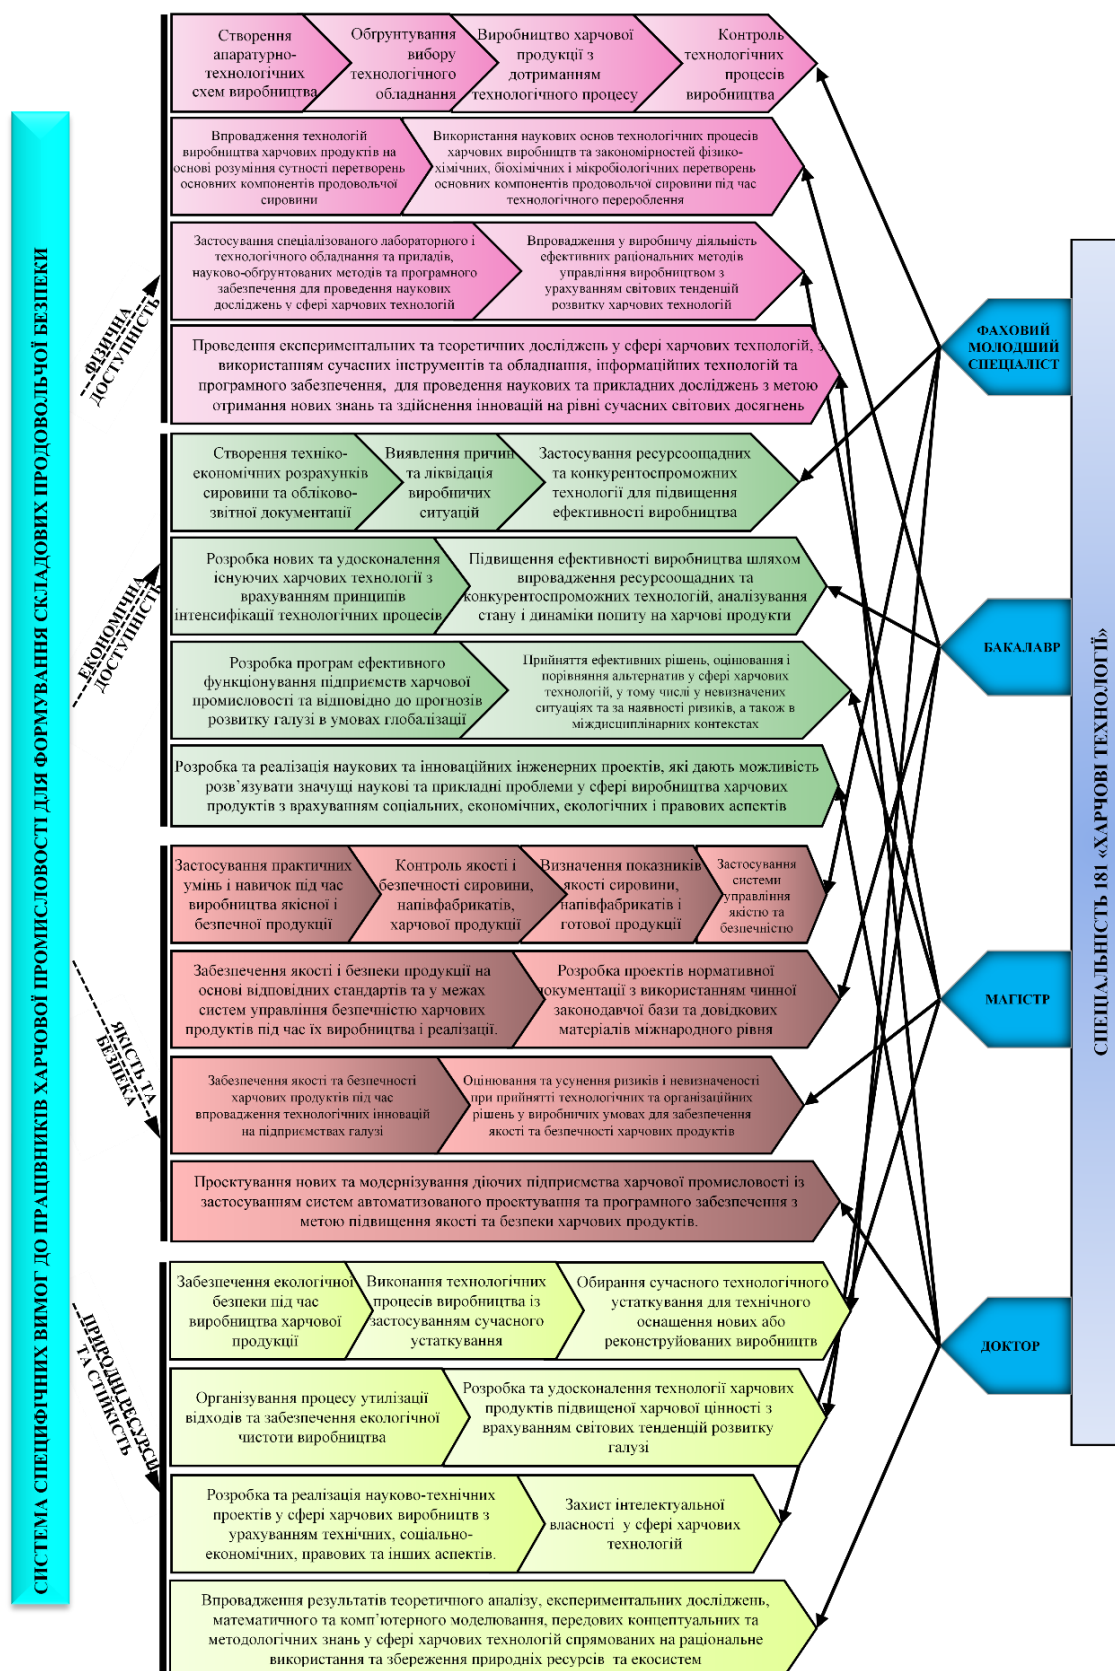 СИСТЕМА СПЕЦИФІЧНИХ ВИМОГ ДО ПРАЦІВНИКІВ ХАРЧОВОЇ ПРОМИСЛОВОСТІ ДЛЯ ФОРМУВАННЯ СКЛАДОВИХ ПРОДОВОЛЬЧОЇ БЕЗПЕКИ
ФІЗИЧНА
ДОСТУПНІСТЬ
Створення
апаратурно-
технологічних
схем виробництва
Обґрунтування
вибору
технологічного
обладнання
Виробництво харчової
продукції з
дотриманням
технологічного процесу
Контроль
технологічних
процесів
виробництва
Впровадження технологій
виробництва харчових продуктів на
основі розуміння сутності перетворень
основних компонентів продовольчої
сировини
Використання наукових основ технологічних процесів
харчових виробництв та закономірностей фізико-
хімічних, біохімічних і мікробіологічних перетворень
основних компонентів продовольчої сировини під час
технологічного перероблення
Застосування спеціалізованого лабораторного і
технологічного обладнання та приладів,
науково-обґрунтованих методів та програмного
забезпечення для проведення наукових
досліджень у сфері харчових технологій
Впровадження у виробничу діяльність
ефективних раціональних методів
управління виробництвом з
урахуванням світових тенденцій
розвитку харчових технологій
Проведення експериментальних та теоретичних досліджень у сфері харчових технологій, з
використанням сучасних інструментів та обладнання, інформаційних технологій та
програмного забезпечення, для проведення наукових та прикладних досліджень з метою
отримання нових знань та здійснення інновацій на рівні сучасних світових досягнень
ЕКОНОМІЧНА
ДОСТУПНІСТЬ
Створення техніко-
економічних розрахунків
сировини та обліково-
звітної документації
Виявлення причин
та ліквідація
виробничих
ситуацій
Застосування ресурсоощадних
та конкурентоспроможних
технології для підвищення
ефективності виробництва
Розробка нових та удосконалення
існуючих харчових технології з
врахуванням принципів
інтенсифікації технологічних процесів
Підвищення ефективності виробництва шляхом
впровадження ресурсоощадних та
конкурентоспроможних технологій, аналізування
стану і динаміки попиту на харчові продукти
Розробка програм ефективного
функціонування підприємств харчової
промисловості та відповідно до прогнозів
розвитку галузі в умовах глобалізації
Прийняття ефективних рішень, оцінювання і
порівняння альтернатив у сфері харчових
технологій, у тому числі у невизначених
ситуаціях та за наявності ризиків, а також в
міждисциплінарних контекстах
Розробка та реалізація наукових та інноваційних інженерних проектів, які дають можливість
розв’язувати значущі наукові та прикладні проблеми у сфері виробництва харчових
продуктів з врахуванням соціальних, економічних, екологічних і правових аспектів
ЯКІСТЬ ТА
БЕЗПЕКА
Застосування практичних
умінь і навичок під час
виробництва якісної і
безпечної продукції
Контроль якості і
безпечності сировини,
напівфабрикатів,
харчової продукції
Визначення показників
якості сировини,
напівфабрикатів і
готової продукції
Застосування
системи
управління
якістю та
безпечністю
Забезпечення якості і безпеки продукції на
основі відповідних стандартів та у межах
систем управління безпечністю харчових
продуктів під час їх виробництва і реалізації.
Розробка проектів нормативної
документації з використанням чинної
законодавчої бази та довідкових
матеріалів міжнародного рівня
Забезпечення якості та безпечності
харчових продуктів під час
впровадження технологічних інновацій
на підприємствах галузі
Оцінювання та усунення ризиків і невизначеності
при прийнятті технологічних та організаційних
рішень у виробничих умовах для забезпечення
якості та безпечності харчових продуктів
Проєктування нових та модернізування діючих підприємства харчової промисловості із
застосуванням систем автоматизованого проектування та програмного забезпечення з
метою підвищення якості та безпеки харчових продуктів.
ПРИРОДНІ РЕСУРСИ
ТА СТІЙКІСТЬ
Забезпечення екологічної
безпеки під час
виробництва харчової
продукції
Виконання технологічних
процесів виробництва із
застосуванням сучасного
устаткування
Обирання сучасного технологічного
устаткування для технічного
оснащення нових або
реконструйованих виробництв
Організування процесу утилізації
відходів та забезпечення екологічної
чистоти виробництва
Розробка та удосконалення технології харчових
продуктів підвищеної харчової цінності з
врахуванням світових тенденцій розвитку
галузі
Розробка та реалізація науково-технічних
проектів у сфері харчових виробництв з
урахуванням технічних, соціально-
економічних, правових та інших аспектів.
Захист інтелектуальної
власності у сфері харчових
технологій
Впровадження результатів теоретичного аналізу, експериментальних досліджень,
математичного та комп’ютерного моделювання, передових концептуальних та
методологічних знань у сфері харчових технологій спрямованих на раціональне
використання та збереження природніх ресурсів та екосистем
ФАХОВИЙ
МОЛОДШИЙ
СПЕЦІАЛІСТ
БАКАЛАВР
МАГІСТР
ДОКТОР
СПЕЦІАЛЬНІСТЬ 181 «ХАРЧОВІ ТЕХНОЛОГІЇ»